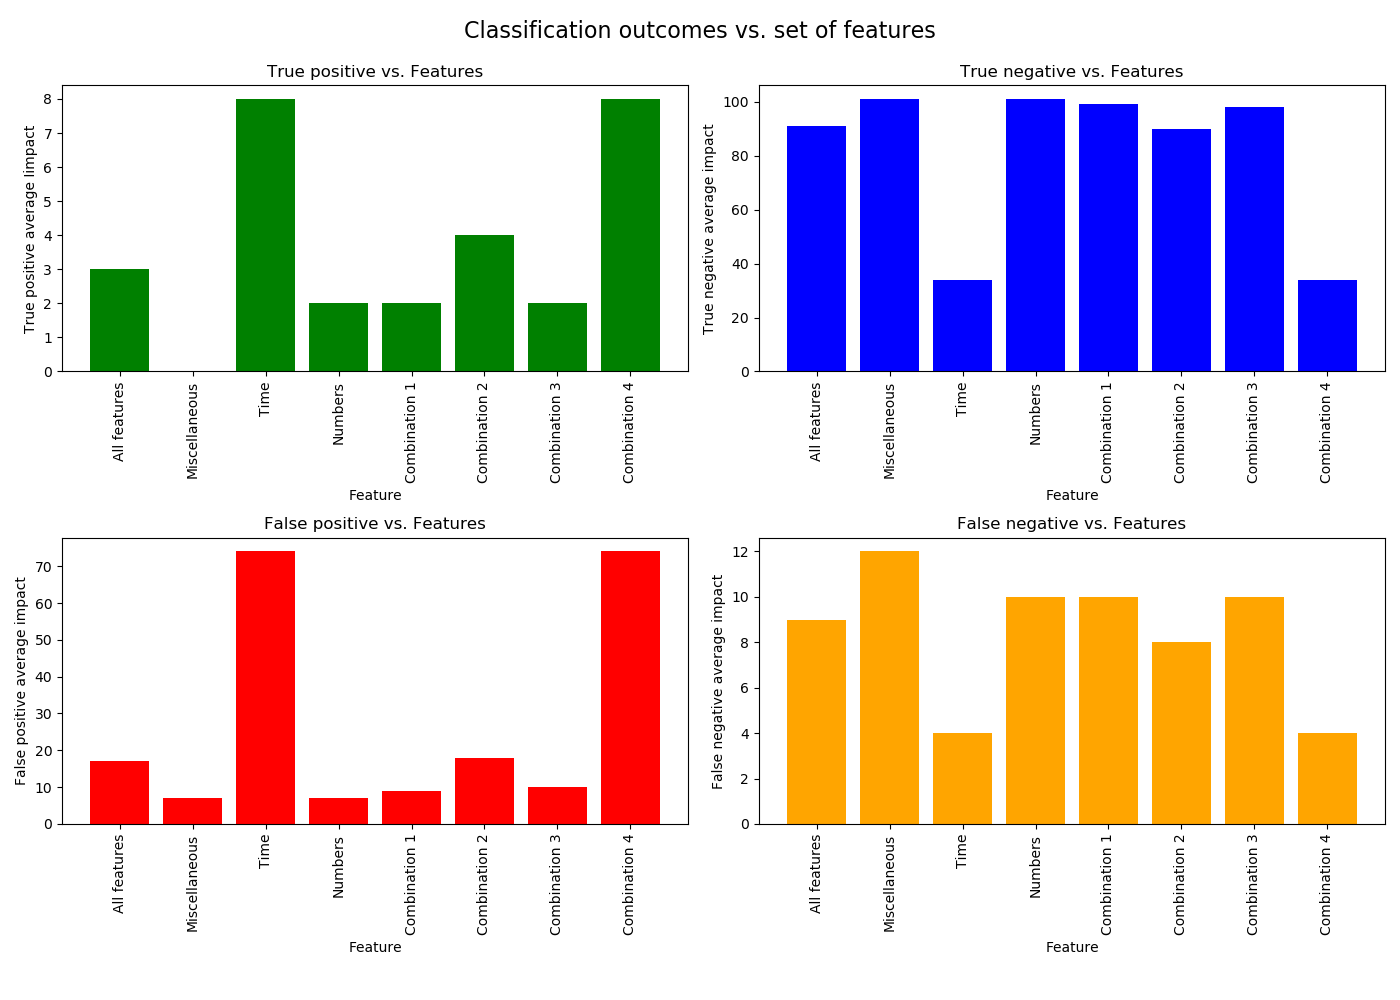 Classification outcomes vs. set of features
True positive vs. Features
True positive average limpact
8
7
6
5
4
3
2
1
0
All features
Miscellaneous
Time
Numbers
Combination 1
Combination 2
Combination 3
Combination 4
Feature
True negative vs. Features
True negative average impact
100
80
60
40
20
0
All features
Miscellaneous
Time
Numbers
Combination 1
Combination 2
Combination 3
Combination 4
Feature
False positive vs. Features
False positive average impact
70
60
50
40
30
20
10
0
All features
Miscellaneous
Time
Numbers
Combination 1
Combination 2
Combination 3
Combination 4
Feature
False negative vs. Features
False negative average impact
12
10
8
6
4
2
0
All features
Miscellaneous
Time
Numbers
Combination 1
Combination 2
Combination 3
Combination 4
Feature